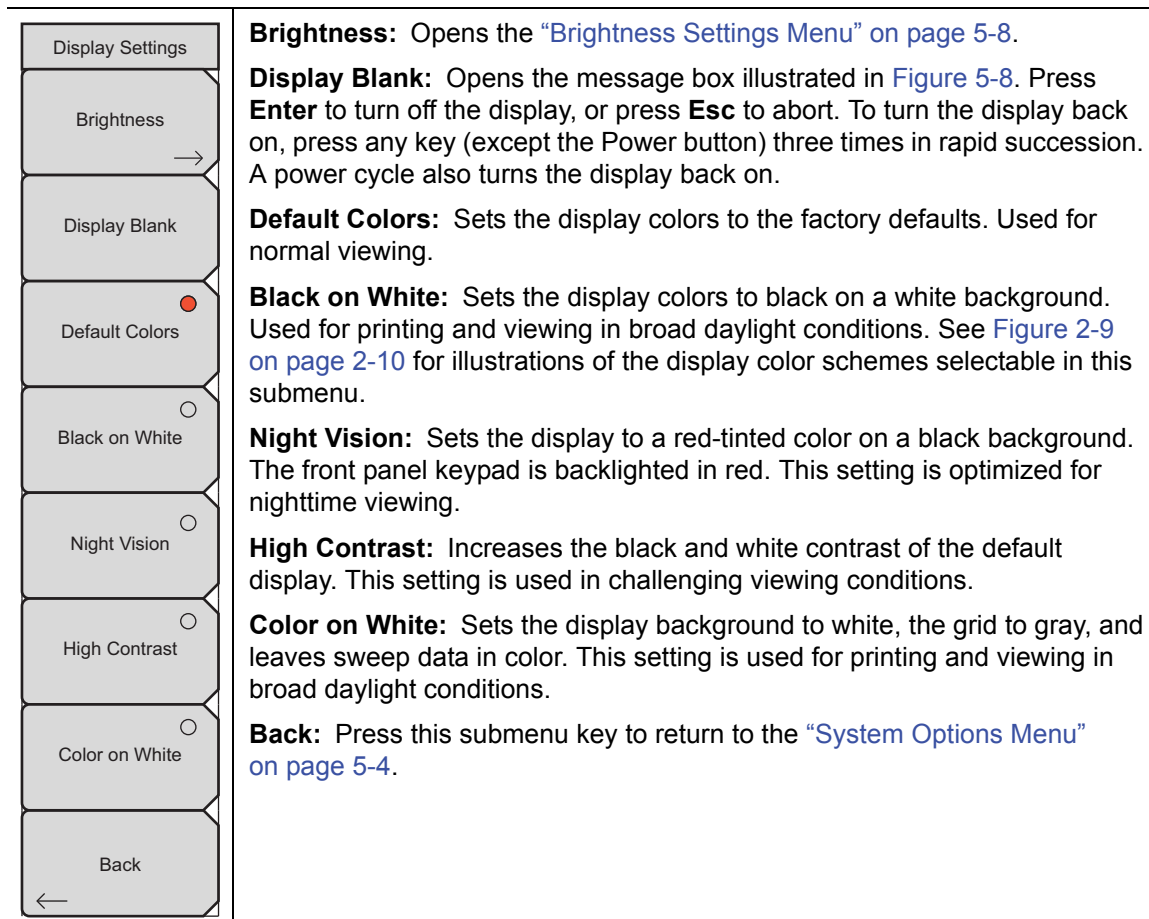 Display Settings
Brightness
Display Blank
Default Colors
Black on White
Night Vision
High Contrast
Color on White
Back
Brightness: Opens the “Brightness Settings Menu” on page 5-8.
Display Blank: Opens the message box illustrated in Figure 5-8. Press
Enter to turn off the display, or press Esc to abort. To turn the display back
on, press any key (except the Power button) three times in rapid succession.
A power cycle also turns the display back on.
Default Colors: Sets the display colors to the factory defaults. Used for
normal viewing.
Black on White: Sets the display colors to black on a white background.
Used for printing and viewing in broad daylight conditions. See Figure 2-9
on page 2-10 for illustrations of the display color schemes selectable in this
submenu.
Night Vision: Sets the display to a red-tinted color on a black background.
The front panel keypad is backlighted in red. This setting is optimized for
nighttime viewing.
High Contrast: Increases the black and white contrast of the default
display. This setting is used in challenging viewing conditions.
Color on White: Sets the display background to white, the grid to gray, and
leaves sweep data in color. This setting is used for printing and viewing in
broad daylight conditions.
Back: Press this submenu key to return to the “System Options Menu”
on page 5-4.